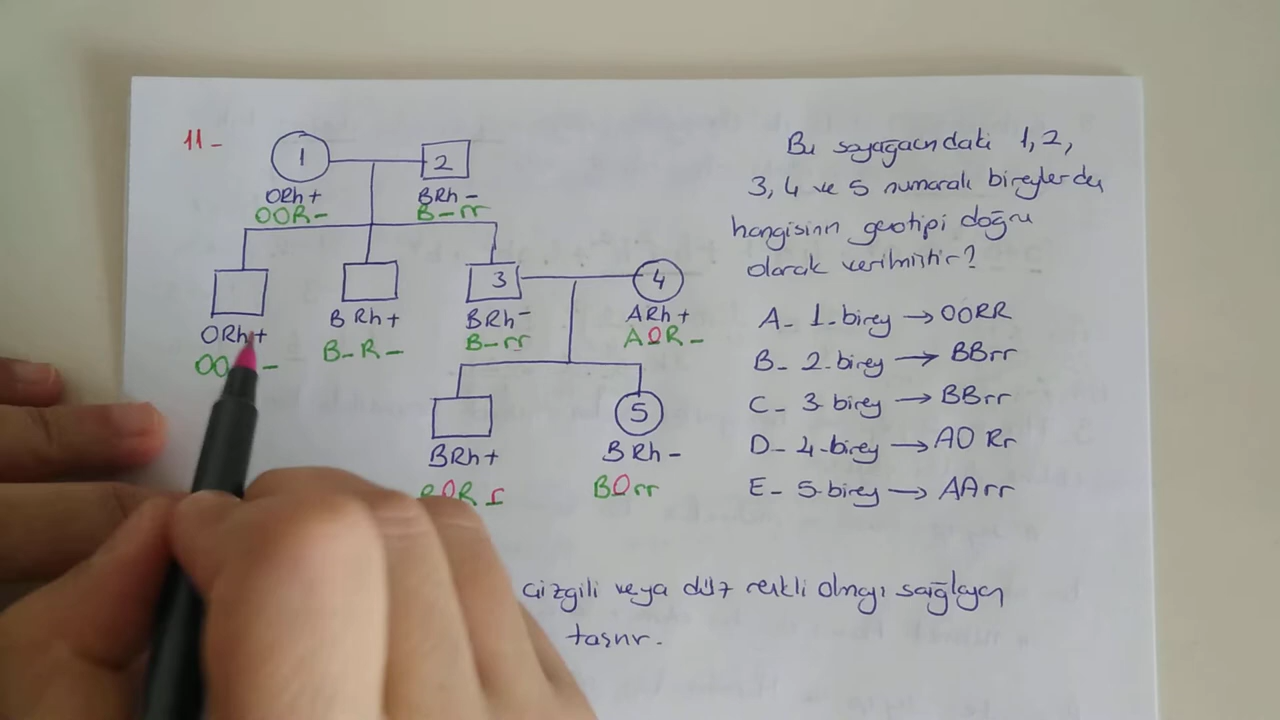 11-
1
2
ORh+
OOR-
BRh-
B-rr
3
4
ORh+
OO -
BRh+
B-R-
BRh-
B-rr
ARh+
AOR-
5
BRh+
BORr
BRh-
BOrr
Bu soyağacındaki 1, 2,
3, 4 ve 5 numaralı bireylerden
hangisinin genotipi doğru
olarak verilmiştir?
A- 1. birey → OORR
B- 2. birey → BBrr
C- 3. birey → BBrr
D- 4. birey → AO Rr
E- 5. birey → AArr
çizgili veya düz renkli olmayı sağlayan
taşınır.